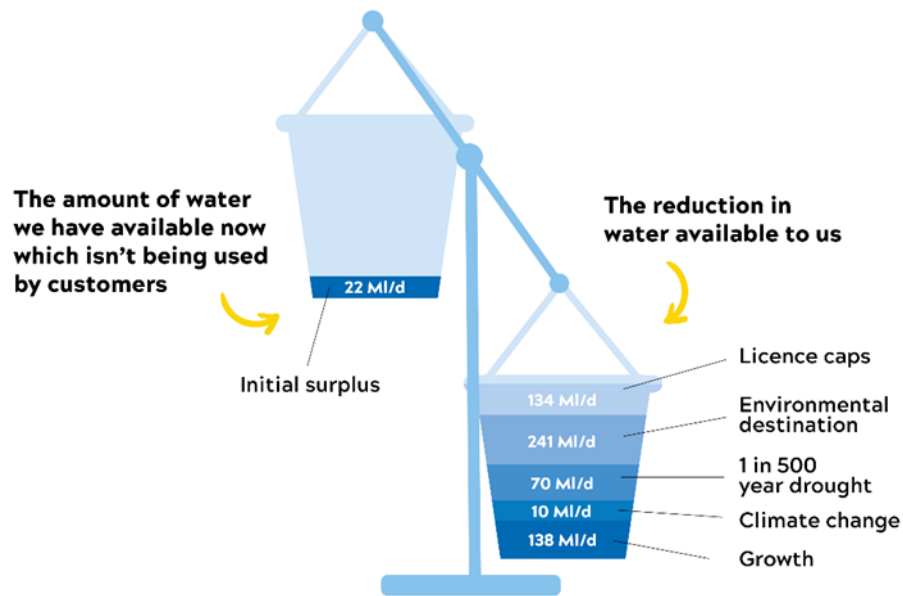 The amount of water
we have available now
which isn't being used
by customers
22 Ml/d
Initial surplus
The reduction in
water available to us
Licence caps
134 Ml/d
Environmental
destination
241 Ml/d
1 in 500
year drought
70 Ml/d
Climate change
10 Ml/d
Growth
138 Ml/d